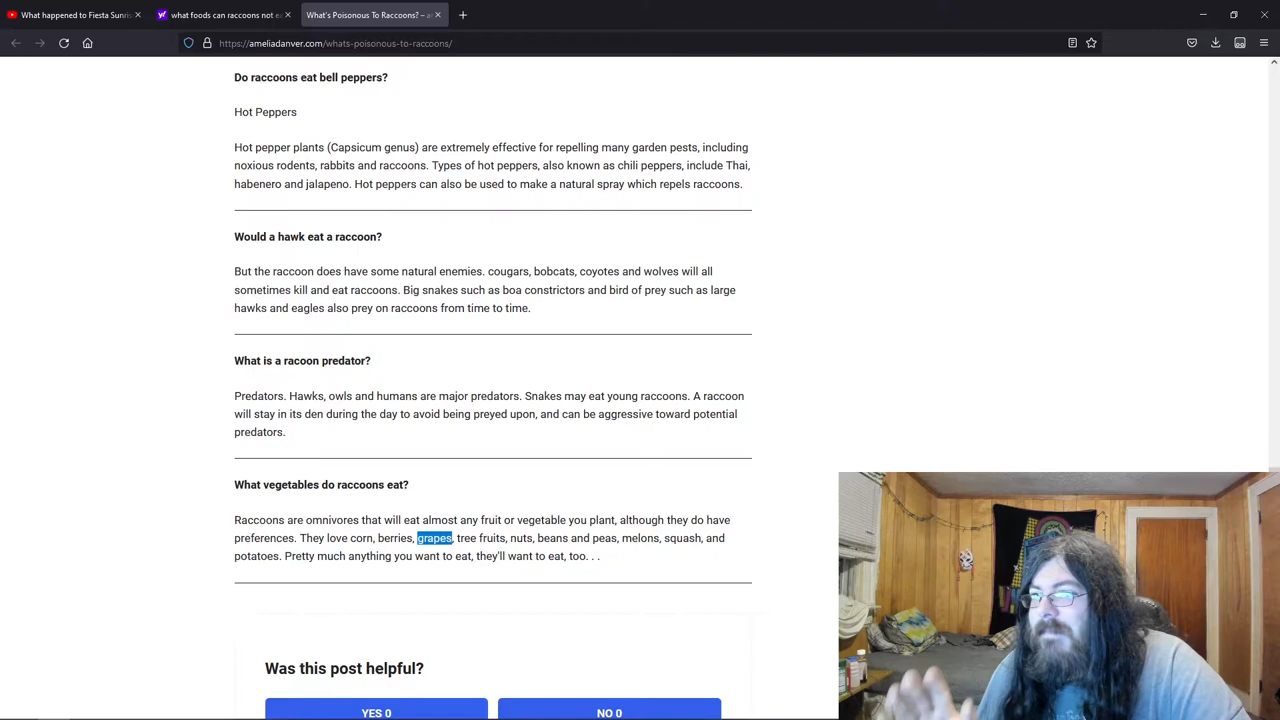 What happened to Fiesta Sunris
what foods can raccoons not ea
What's Poisonous To Raccoons? – a
https://ameliadanver.com/whats-poisonous-to-raccoons/
Do raccoons eat bell peppers?
Hot Peppers
Hot pepper plants (Capsicum genus) are extremely effective for repelling many garden pests, including
noxious rodents, rabbits and raccoons. Types of hot peppers, also known as chili peppers, include Thai,
habenero and jalapeno. Hot peppers can also be used to make a natural spray which repels raccoons.
Would a hawk eat a raccoon?
But the raccoon does have some natural enemies. cougars, bobcats, coyotes and wolves will all
sometimes kill and eat raccoons. Big snakes such as boa constrictors and bird of prey such as large
hawks and eagles also prey on raccoons from time to time.
What is a racoon predator?
Predators. Hawks, owls and humans are major predators. Snakes may eat young raccoons. A raccoon
will stay in its den during the day to avoid being preyed upon, and can be aggressive toward potential
predators.
What vegetables do raccoons eat?
Raccoons are omnivores that will eat almost any fruit or vegetable you plant, although they do have
preferences. They love corn, berries, grapes, tree fruits, nuts, beans and peas, melons, squash, and
potatoes. Pretty much anything you want to eat, they'll want to eat, too. . .
Was this post helpful?
YES 0
NO 0